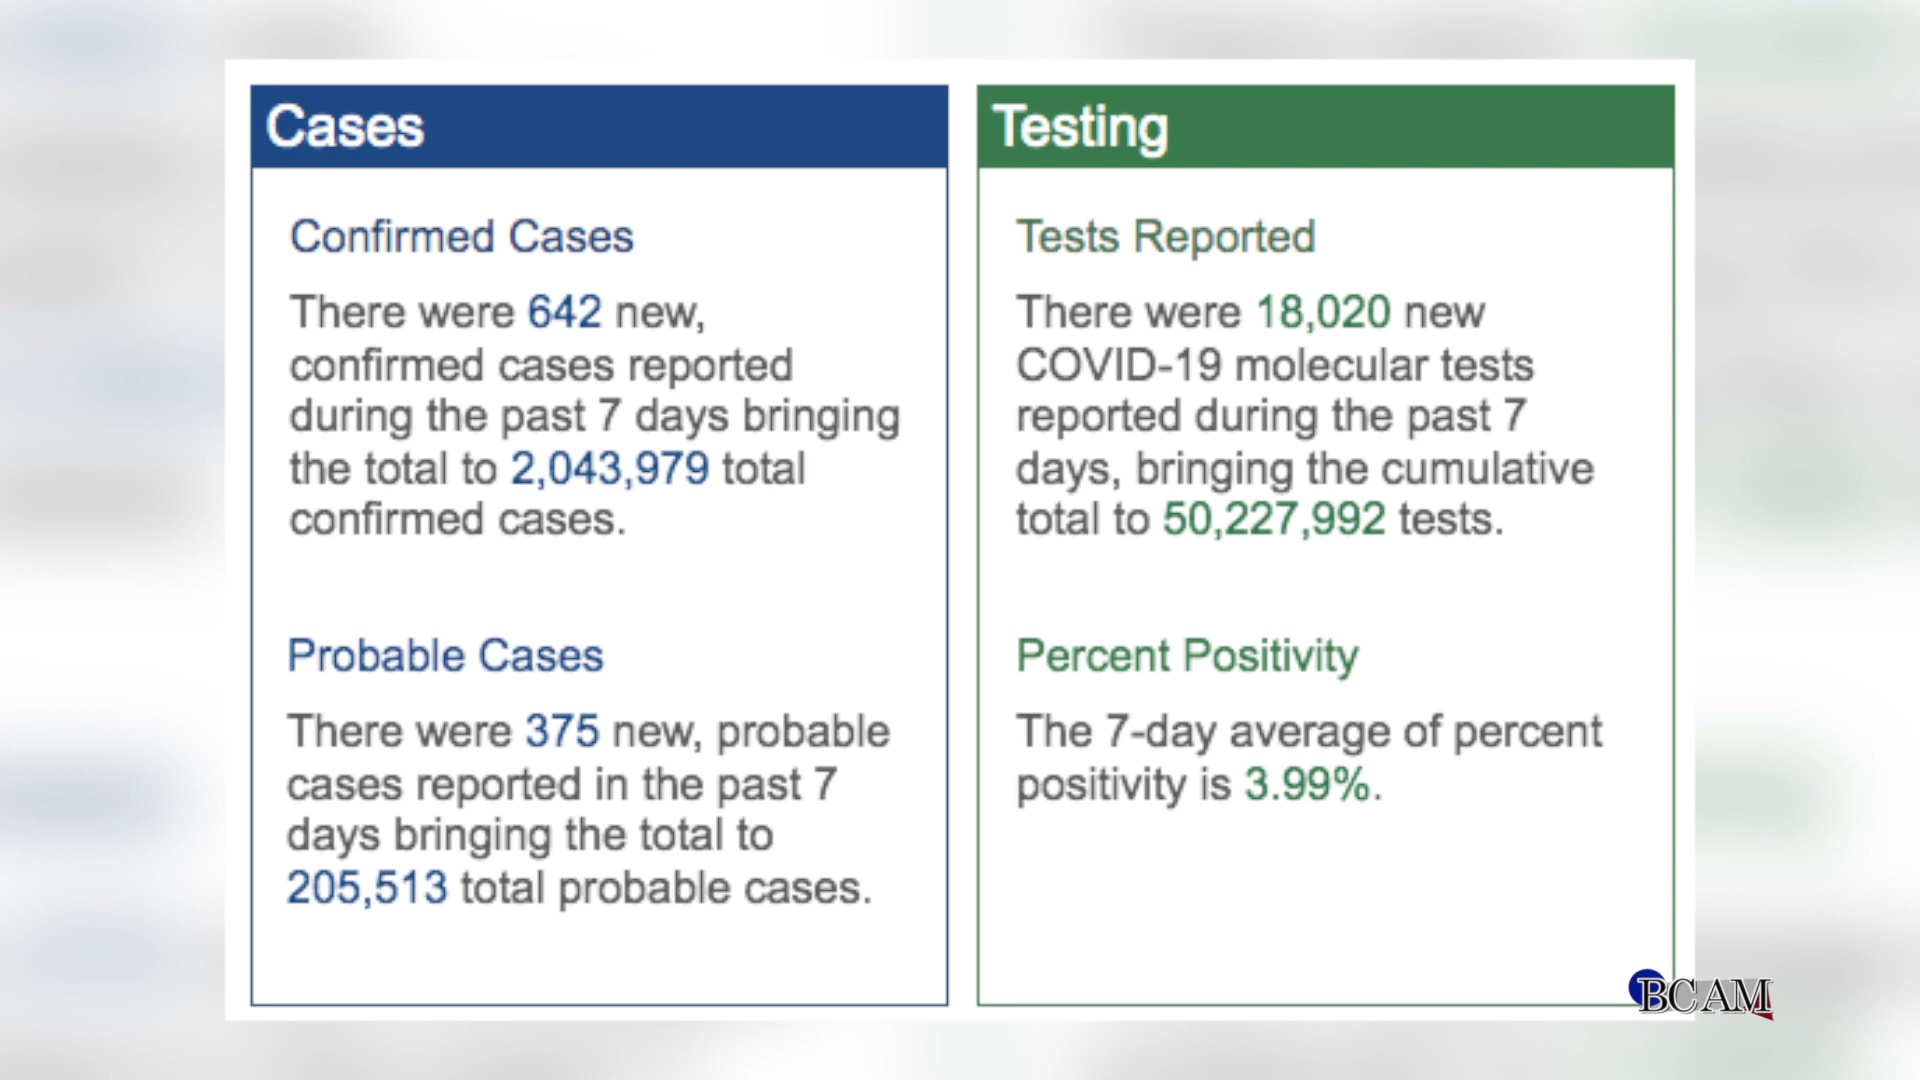 Cases
Confirmed Cases
There were 642 new,
confirmed cases reported
during the past 7 days bringing
the total to 2,043,979 total
confirmed cases.
Probable Cases
There were 375 new, probable
cases reported in the past 7
days bringing the total to
205,513 total probable cases.
Testing
Tests Reported
There were 18,020 new
COVID-19 molecular tests
reported during the past 7
days, bringing the cumulative
total to 50,227,992 tests.
Percent Positivity
The 7-day average of percent
positivity is 3.99%.
BCAM